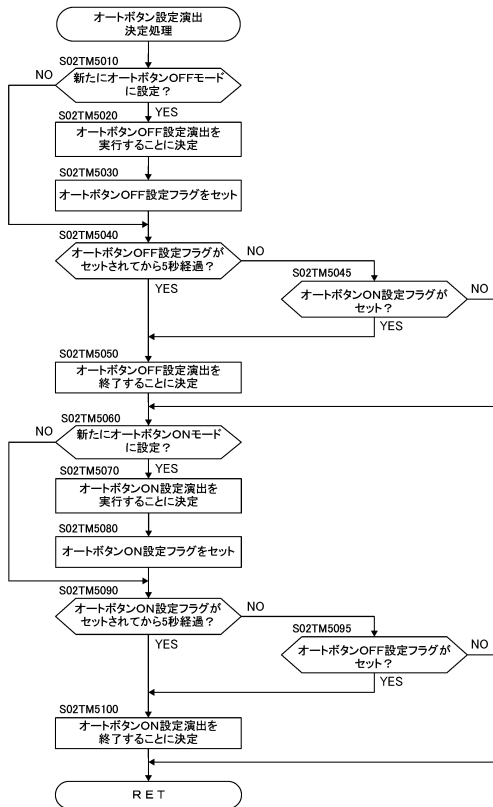 オートボタン設定演出
決定処理
S02TM5010
NO
新たにオートボタンOFFモード
に設定？
YES
S02TM5020
オートボタンOFF設定演出を
実行することに決定
S02TM5030
オートボタンOFF設定フラグをセット
S02TM5040
オートボタンOFF設定フラグが
セットされてから5秒経過？
NO
YES
S02TM5045
オートボタンON設定フラグが
セット？
NO
YES
S02TM5050
オートボタンOFF設定演出を
終了することに決定
S02TM5060
NO
新たにオートボタンONモード
に設定？
YES
S02TM5070
オートボタンON設定演出を
実行することに決定
S02TM5080
オートボタンON設定フラグをセット
S02TM5090
オートボタンON設定フラグが
セットされてから5秒経過？
NO
YES
S02TM5095
オートボタンOFF設定フラグが
セット？
NO
YES
S02TM5100
オートボタンON設定演出を
終了することに決定
ＲＥＴ